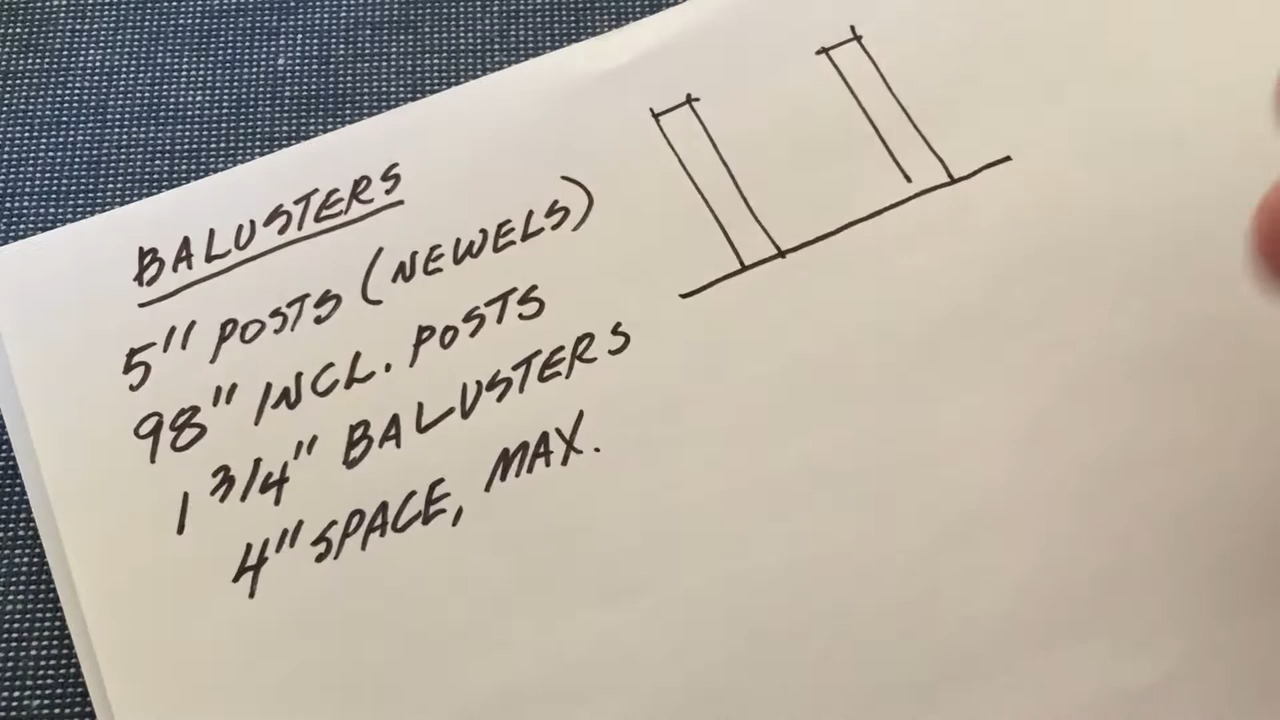 BALUSTERS
5" POSTS (NEWELS)
98" INCL. POSTS
1 3/4" BALUSTERS
4" SPACE, MAX.